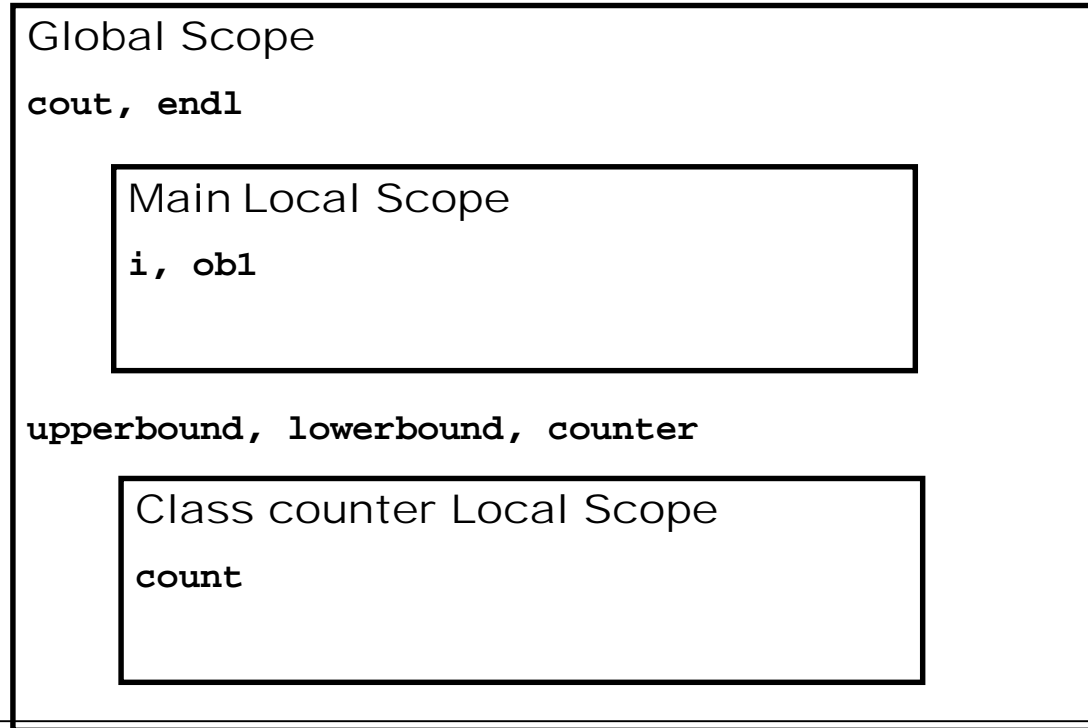 Global Scope
cout, endl
Main Local Scope
i, ob1
upperbound, lowerbound, counter
Class counter Local Scope
count